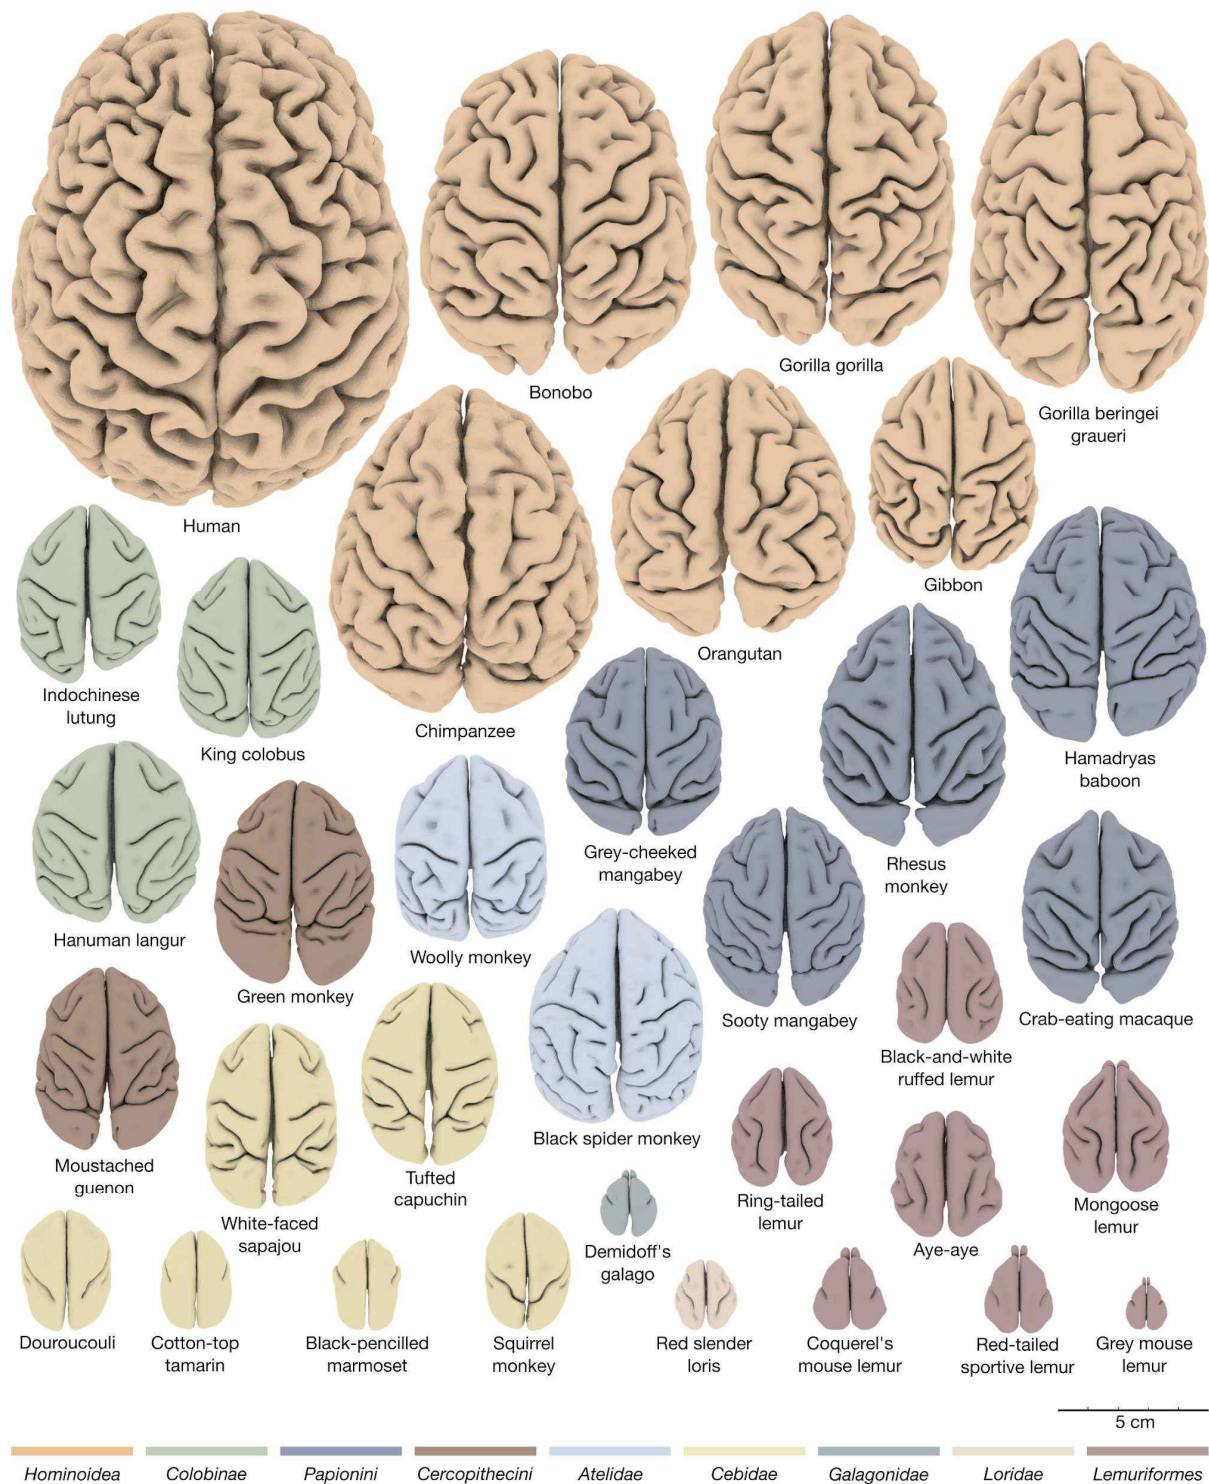 Bonobo
Gorilla gorilla
Gorilla beringei
graueri
Human
Gibbon
Orangutan
Indochinese
lutung
King colobus
Chimpanzee
Hamadryas
baboon
Grey-cheeked
mangabey
Rhesus
monkey
Hanuman langur
Woolly monkey
Green monkey
Sooty mangabey
Crab-eating macaque
Black-and-white
ruffed lemur
Black spider monkey
Moustached
guenon
Tufted
capuchin
White-faced
sapajou
Ring-tailed
lemur
Mongoose
lemur
Aye-aye
Demidoff's
galago
Douroucouli
Cotton-top
tamarin
Black-pencilled
marmoset
Squirrel
monkey
Red slender
loris
Coquerel's
mouse lemur
Red-tailed
sportive lemur
Grey mouse
lemur
5 cm
Hominoidea Colobinae Papionini Cercopithecini Atelidae Cebidae Galagonidae Loridae Lemuriformes